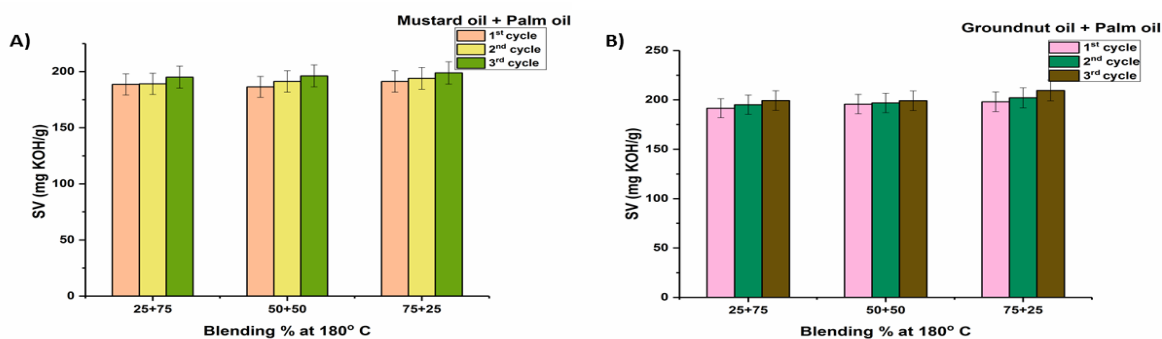 A)
Mustard oil + Palm oil
1st cycle
2nd cycle
3rd cycle
200
150
100
50
0
SV (mg KOH/g)
25+75
50+50
75+25
Blending % at 180° C
B)
Groundnut oil + Palm oil
1st cycle
2nd cycle
3rd cycle
250
200
150
100
50
0
SV (mg KOH/g)
25+75
50+50
75+25
Blending % at 180° C